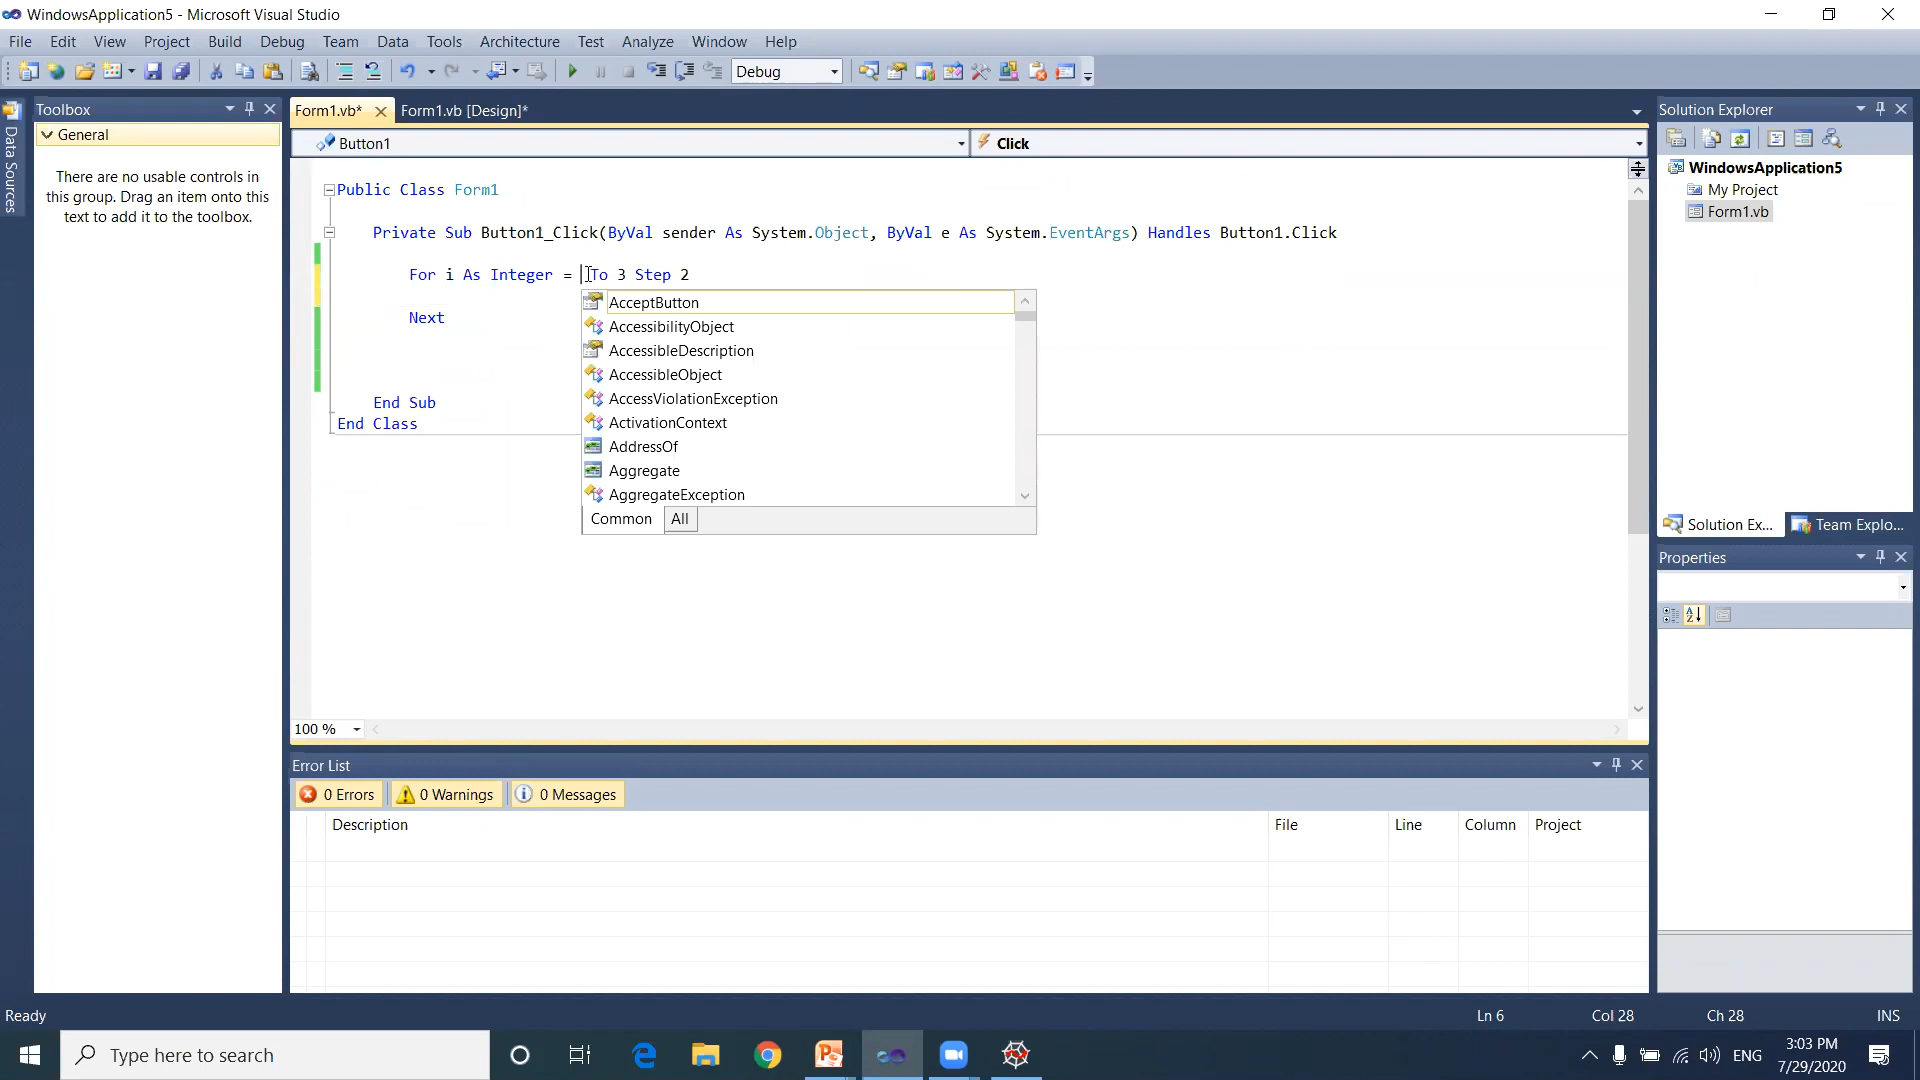 WindowsApplication5 - Microsoft Visual Studio
File Edit View Project Build Debug Team Data Tools Architecture Test Analyze Window Help
Debug
Data Sources
Toolbox
General
There are no usable controls in
this group. Drag an item onto this
text to add it to the toolbox.
Form1.vb* Form1.vb [Design]*
Button1 Click
Public Class Form1
Private Sub Button1_Click(ByVal sender As System.Object, ByVal e As System.EventArgs) Handles Button1.Click
For i As Integer = To 3 Step 2
Next
End Sub
End Class
AcceptButton
AccessibilityObject
AccessibleDescription
AccessibleObject
AccessViolationException
ActivationContext
AddressOf
Aggregate
AggregateException
Common All
100 %
Error List
0 Errors 0 Warnings 0 Messages
Description File Line Column Project
Solution Explorer
WindowsApplication5
My Project
Form1.vb
Solution Ex... Team Explo...
Properties
Ready Ln 6 Col 28 Ch 28 INS
Type here to search
ENG
3:03 PM
7/29/2020